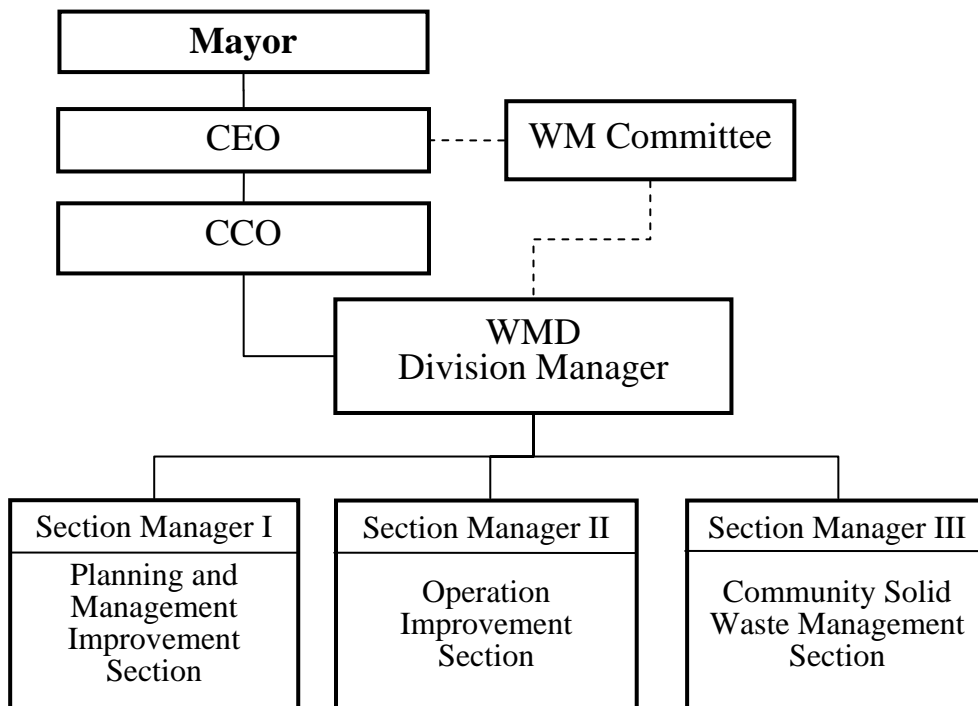 Mayor
CEO
WM Committee
CCO
WMD
Division Manager
Section Manager I
Planning and
Management
Improvement
Section
Section Manager II
Operation
Improvement
Section
Section Manager III
Community Solid
Waste Management
Section